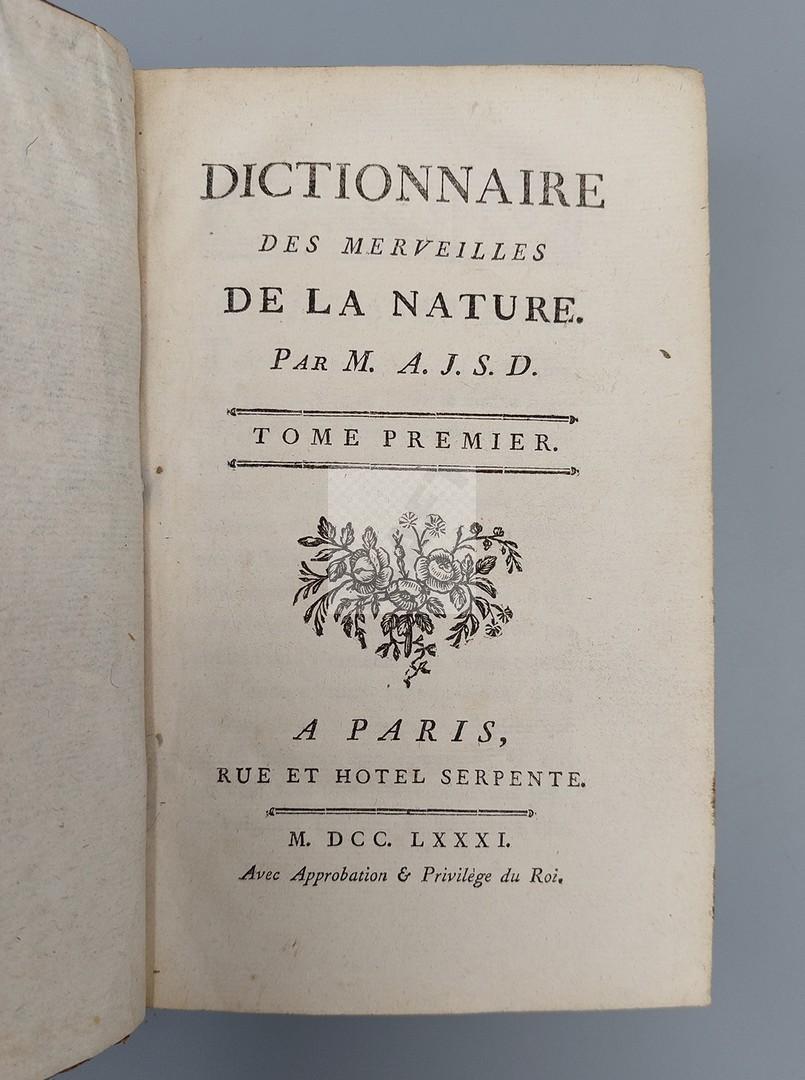 DICTIONNAIRE
DES MERVEILLES
DE LA NATURE.
PAR M. A. J. S. D.
TOME PREMIER.
A PARIS,
RUE ET HOTEL SERPENTE.
M. DCC. LXXXI.
Avec Approbation & Privilège du Roi.